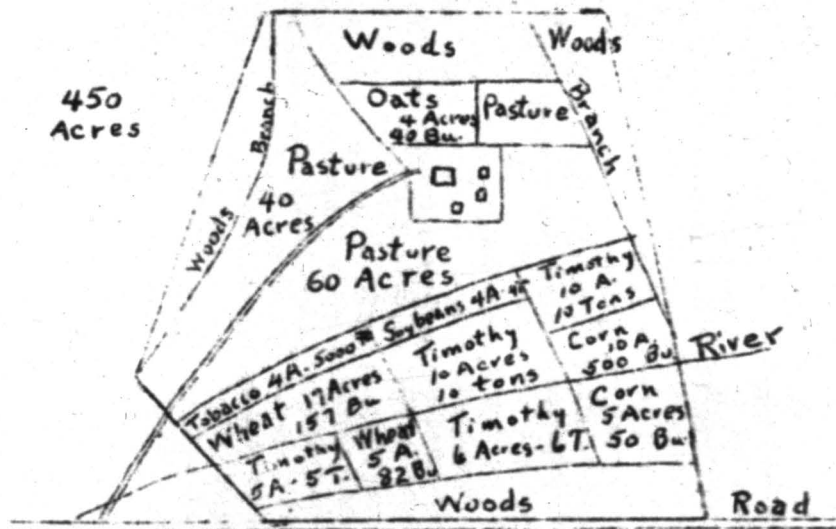 Woods
Woods
450
Acres
Branch
Oats
4 Acres
90 Bu.
Pasture
Branch
Pasture
40
Acres
Woods
Pasture
60 Acres
Tobacco 4A. 5000# Soybeans 4A.
Timothy
10 A.
10 Tons
Timothy
10 Acres
10 tons
Corn
10 A.
500 Bu
River
Wheat 17 Acres
157 Bu
Timothy
5A - 5T.
Wheat
5 A.
82 Bu
Timothy
6 Acres - 6T.
Corn
5 Acres
50 Bu
Woods
Road